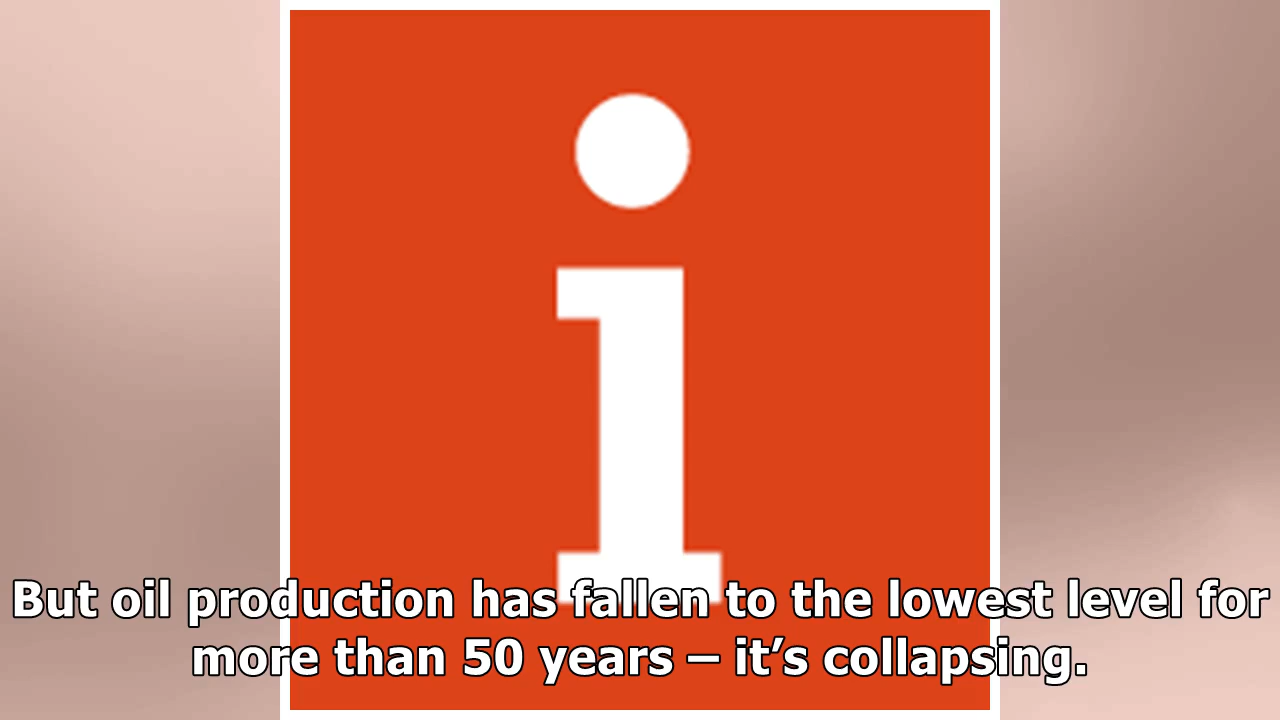 i
But oil production has fallen to the lowest level for
more than 50 years – it’s collapsing.